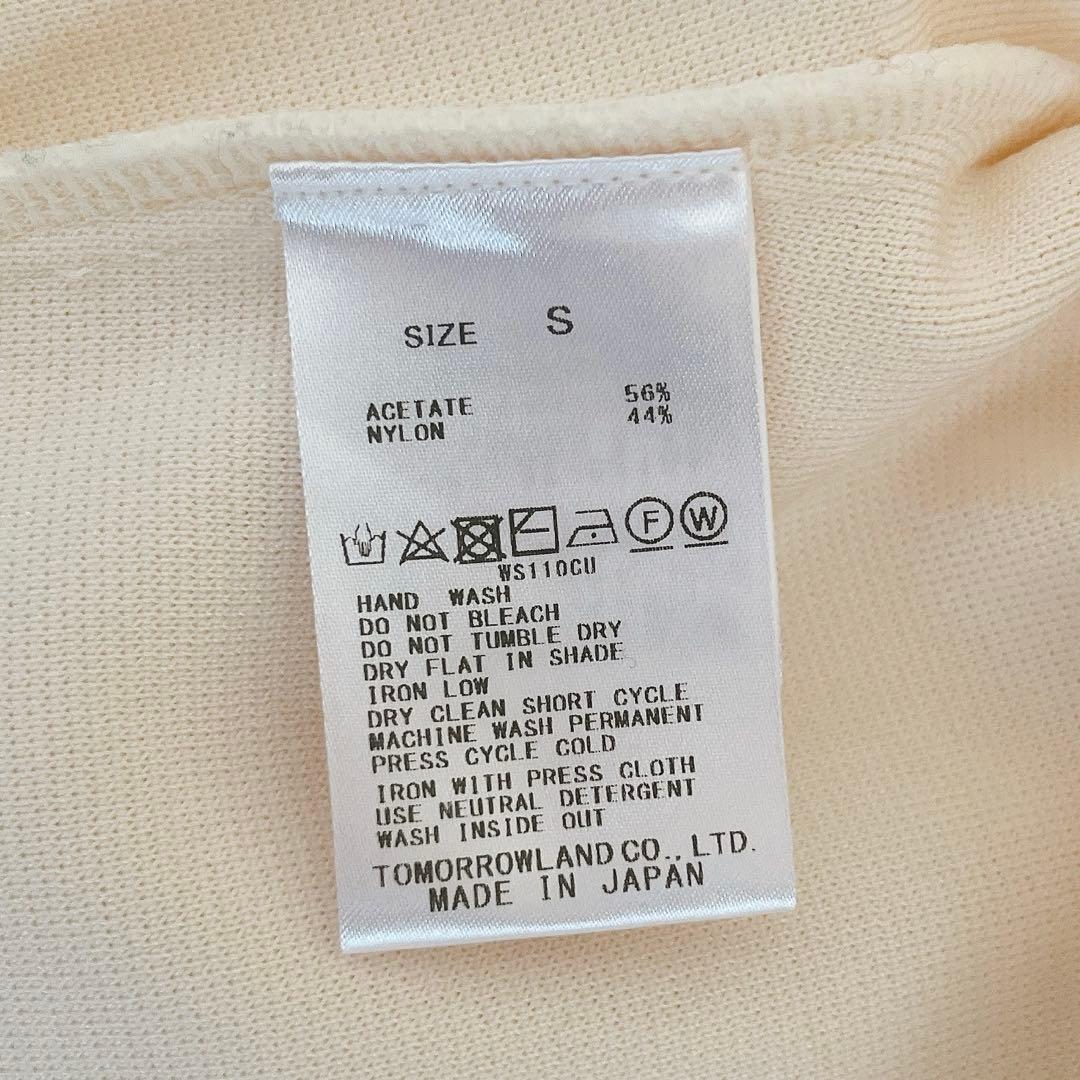 SIZE S
ACETATE 56%
NYLON 44%
F W
WS110CU
HAND WASH
DO NOT BLEACH
DO NOT TUMBLE DRY
DRY FLAT IN SHADE
IRON LOW
DRY CLEAN SHORT CYCLE
MACHINE WASH PERMANENT
PRESS CYCLE COLD
IRON WITH PRESS CLOTH
USE NEUTRAL DETERGENT
WASH INSIDE OUT
TOMORROWLAND CO., LTD.
MADE IN JAPAN